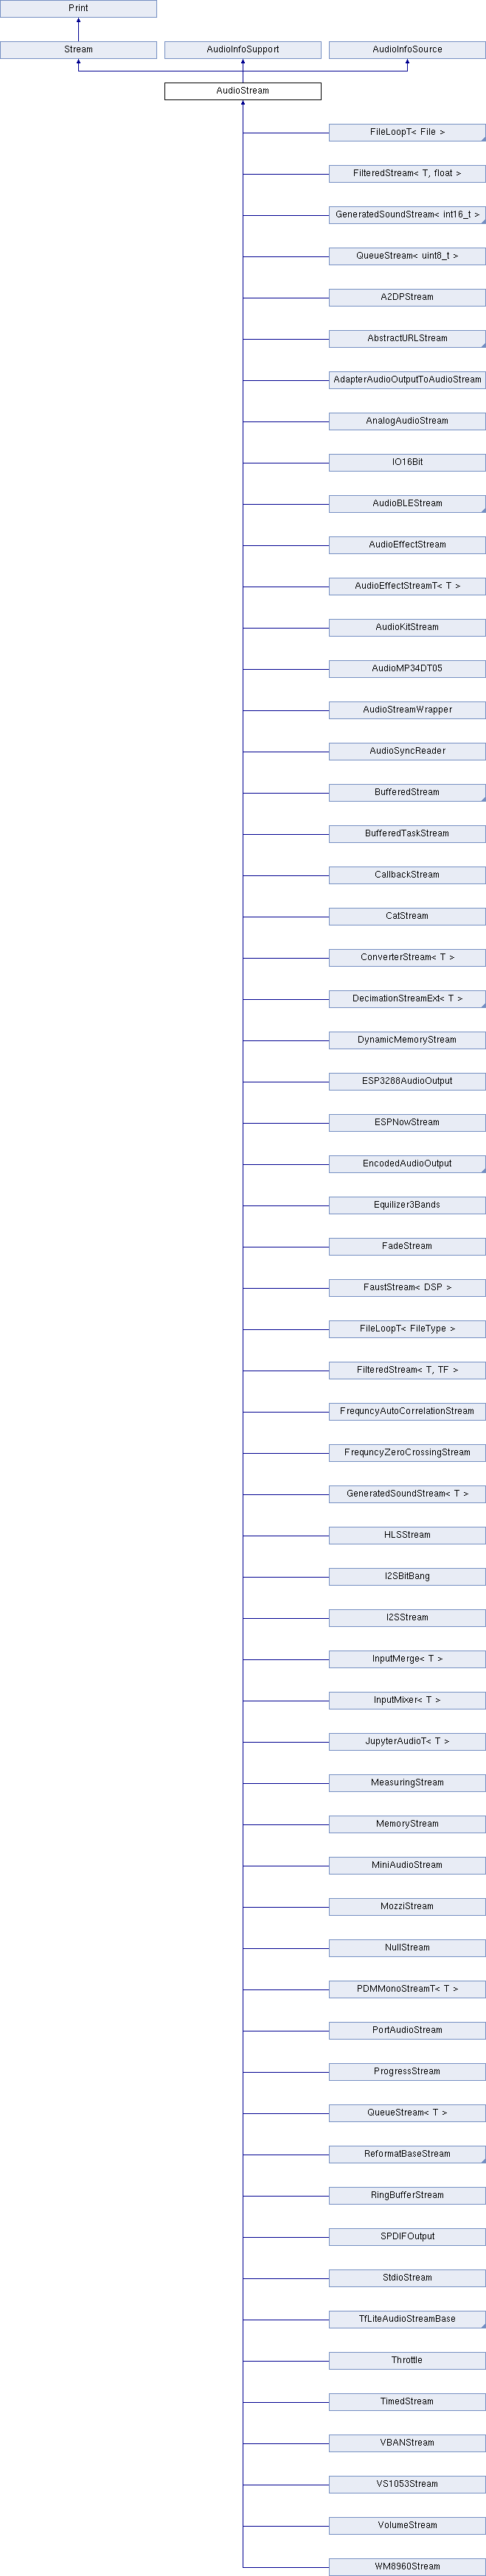 Print
Stream AudioInfoSupport AudioInfoSource
AudioStream
FileLoopT< File >
FilteredStream< T, float >
GeneratedSoundStream< int16_t >
QueueStream< uint8_t >
A2DPStream
AbstractURLStream
AdapterAudioOutputToAudioStream
AnalogAudioStream
IO16Bit
AudioBLEStream
AudioEffectStream
AudioEffectStreamT< T >
AudioKitStream
AudioMP34DT05
AudioStreamWrapper
AudioSyncReader
BufferedStream
BufferedTaskStream
CallbackStream
CatStream
ConverterStream< T >
DecimationStreamExt< T >
DynamicMemoryStream
ESP3288AudioOutput
ESPNowStream
EncodedAudioOutput
Equilizer3Bands
FadeStream
FaustStream< DSP >
FileLoopT< FileType >
FilteredStream< T, TF >
FrequncyAutoCorrelationStream
FrequncyZeroCrossingStream
GeneratedSoundStream< T >
HLSStream
I2SBitBang
I2SStream
InputMerge< T >
InputMixer< T >
JupyterAudioT< T >
MeasuringStream
MemoryStream
MiniAudioStream
MozziStream
NullStream
PDMMonoStreamT< T >
PortAudioStream
ProgressStream
QueueStream< T >
ReformatBaseStream
RingBufferStream
SPDIFOutput
StdioStream
TfLiteAudioStreamBase
Throttle
TimedStream
VBANStream
VS1053Stream
VolumeStream
WM8960Stream